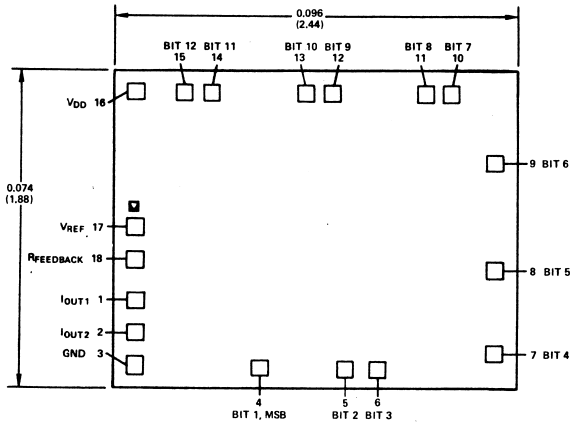 0.096
(2.44)
BIT 12 BIT 11
15 14
BIT 10 BIT 9
13 12
BIT 8 BIT 7
11 10
VDD 16
0.074
(1.88)
9 BIT 6
VREF 17
RFEEDBACK 18
8 BIT 5
IOUT1 1
IOUT2 2
GND 3
7 BIT 4
4
BIT 1, MSB
5 6
BIT 2 BIT 3